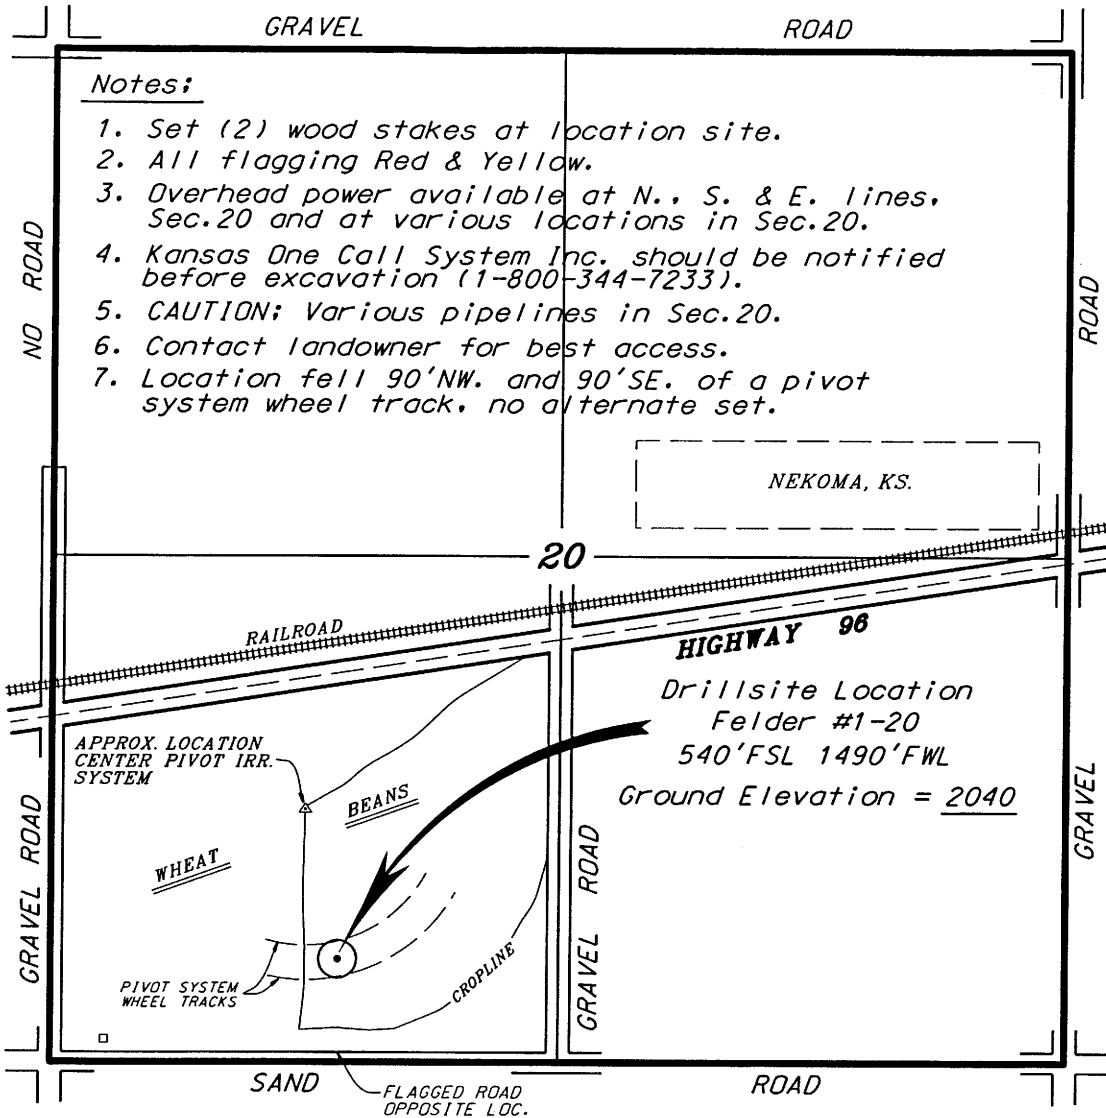 GRAVEL ROAD
Notes:
1. Set (2) wood stakes at location site.
2. All flagging Red & Yellow.
3. Overhead power available at N., S. & E. lines,
Sec.20 and at various locations in Sec.20.
4. Kansas One Call System Inc. should be notified
before excavation (1-800-344-7233).
5. CAUTION: Various pipelines in Sec.20.
6. Contact landowner for best access.
7. Location fell 90'NW. and 90'SE. of a pivot
system wheel track, no alternate set.
NO ROAD
ROAD
NEKOMA, KS.
20
RAILROAD
HIGHWAY 96
Drillsite Location
Felder #1-20
540'FSL 1490'FWL
Ground Elevation = 2040
APPROX. LOCATION
CENTER PIVOT IRR.
SYSTEM
BEANS
WHEAT
GRAVEL ROAD
GRAVEL ROAD
GRAVEL
CROPLINE
PIVOT SYSTEM
WHEEL TRACKS
SAND ROAD
FLAGGED ROAD
OPPOSITE LOC.